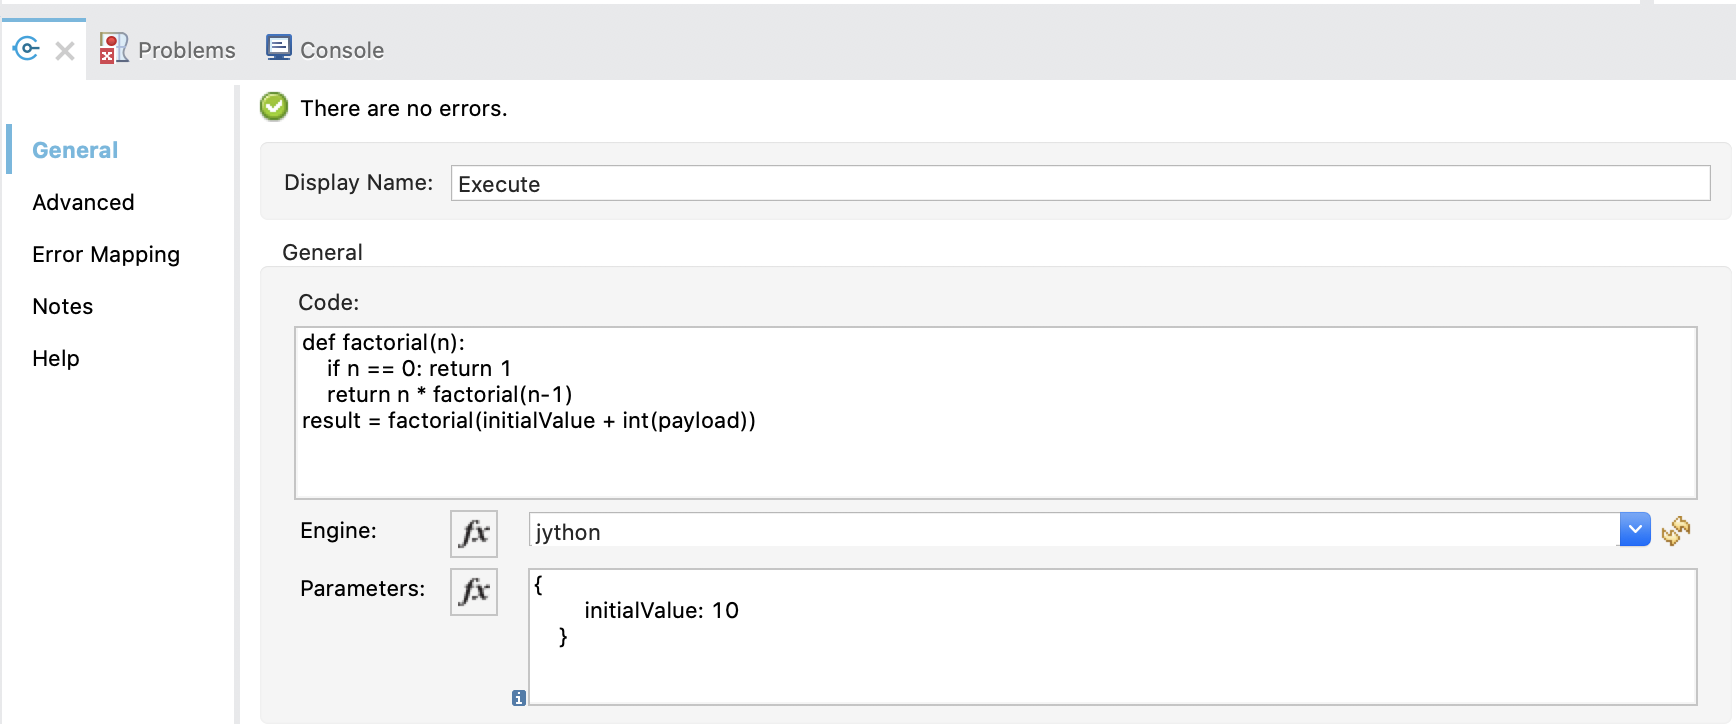 Problems
Console
There are no errors.
General
Advanced
Error Mapping
Notes
Help
Display Name:
Execute
General
Code:
def factorial(n):
    if n == 0: return 1
    return n * factorial(n-1)
result = factorial(initialValue + int(payload))
Engine:
fx
jython
Parameters:
fx
{
        initialValue: 10
    }
i